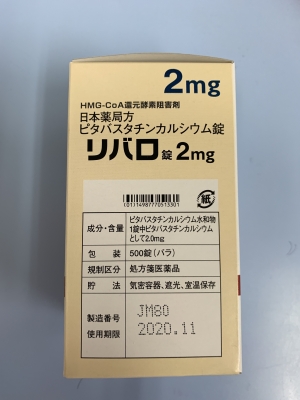 2mg
HMG-CoA還元酵素阻害剤
日本薬局方
ピタバスタチンカルシウム錠
リバロ錠2mg
(01)14987770513301
紙
成分・含量 ピタバスタチンカルシウム水和物
1錠中ピタバスタチンカルシウム
として2.0mg
包装 500錠(バラ)
規制区分 処方箋医薬品
貯法 気密容器、遮光、室温保存
製造番号 JM80
使用期限 2020.11